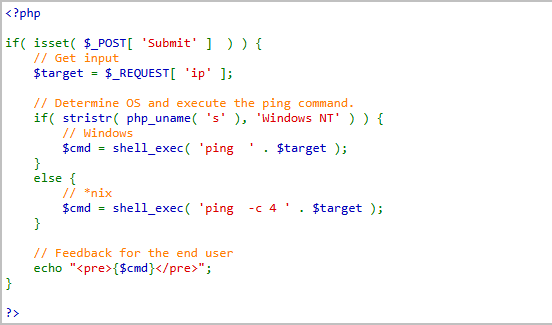 <?php

if( isset( $_POST[ 'Submit' ]  ) ) {
    // Get input
    $target = $_REQUEST[ 'ip' ];

    // Determine OS and execute the ping command.
    if( stristr( php_uname( 's' ), 'Windows NT' ) ) {
        // Windows
        $cmd = shell_exec( 'ping  ' . $target );
    }
    else {
        // *nix
        $cmd = shell_exec( 'ping  -c 4 ' . $target );
    }

    // Feedback for the end user
    echo "<pre>{$cmd}</pre>";
}

?>